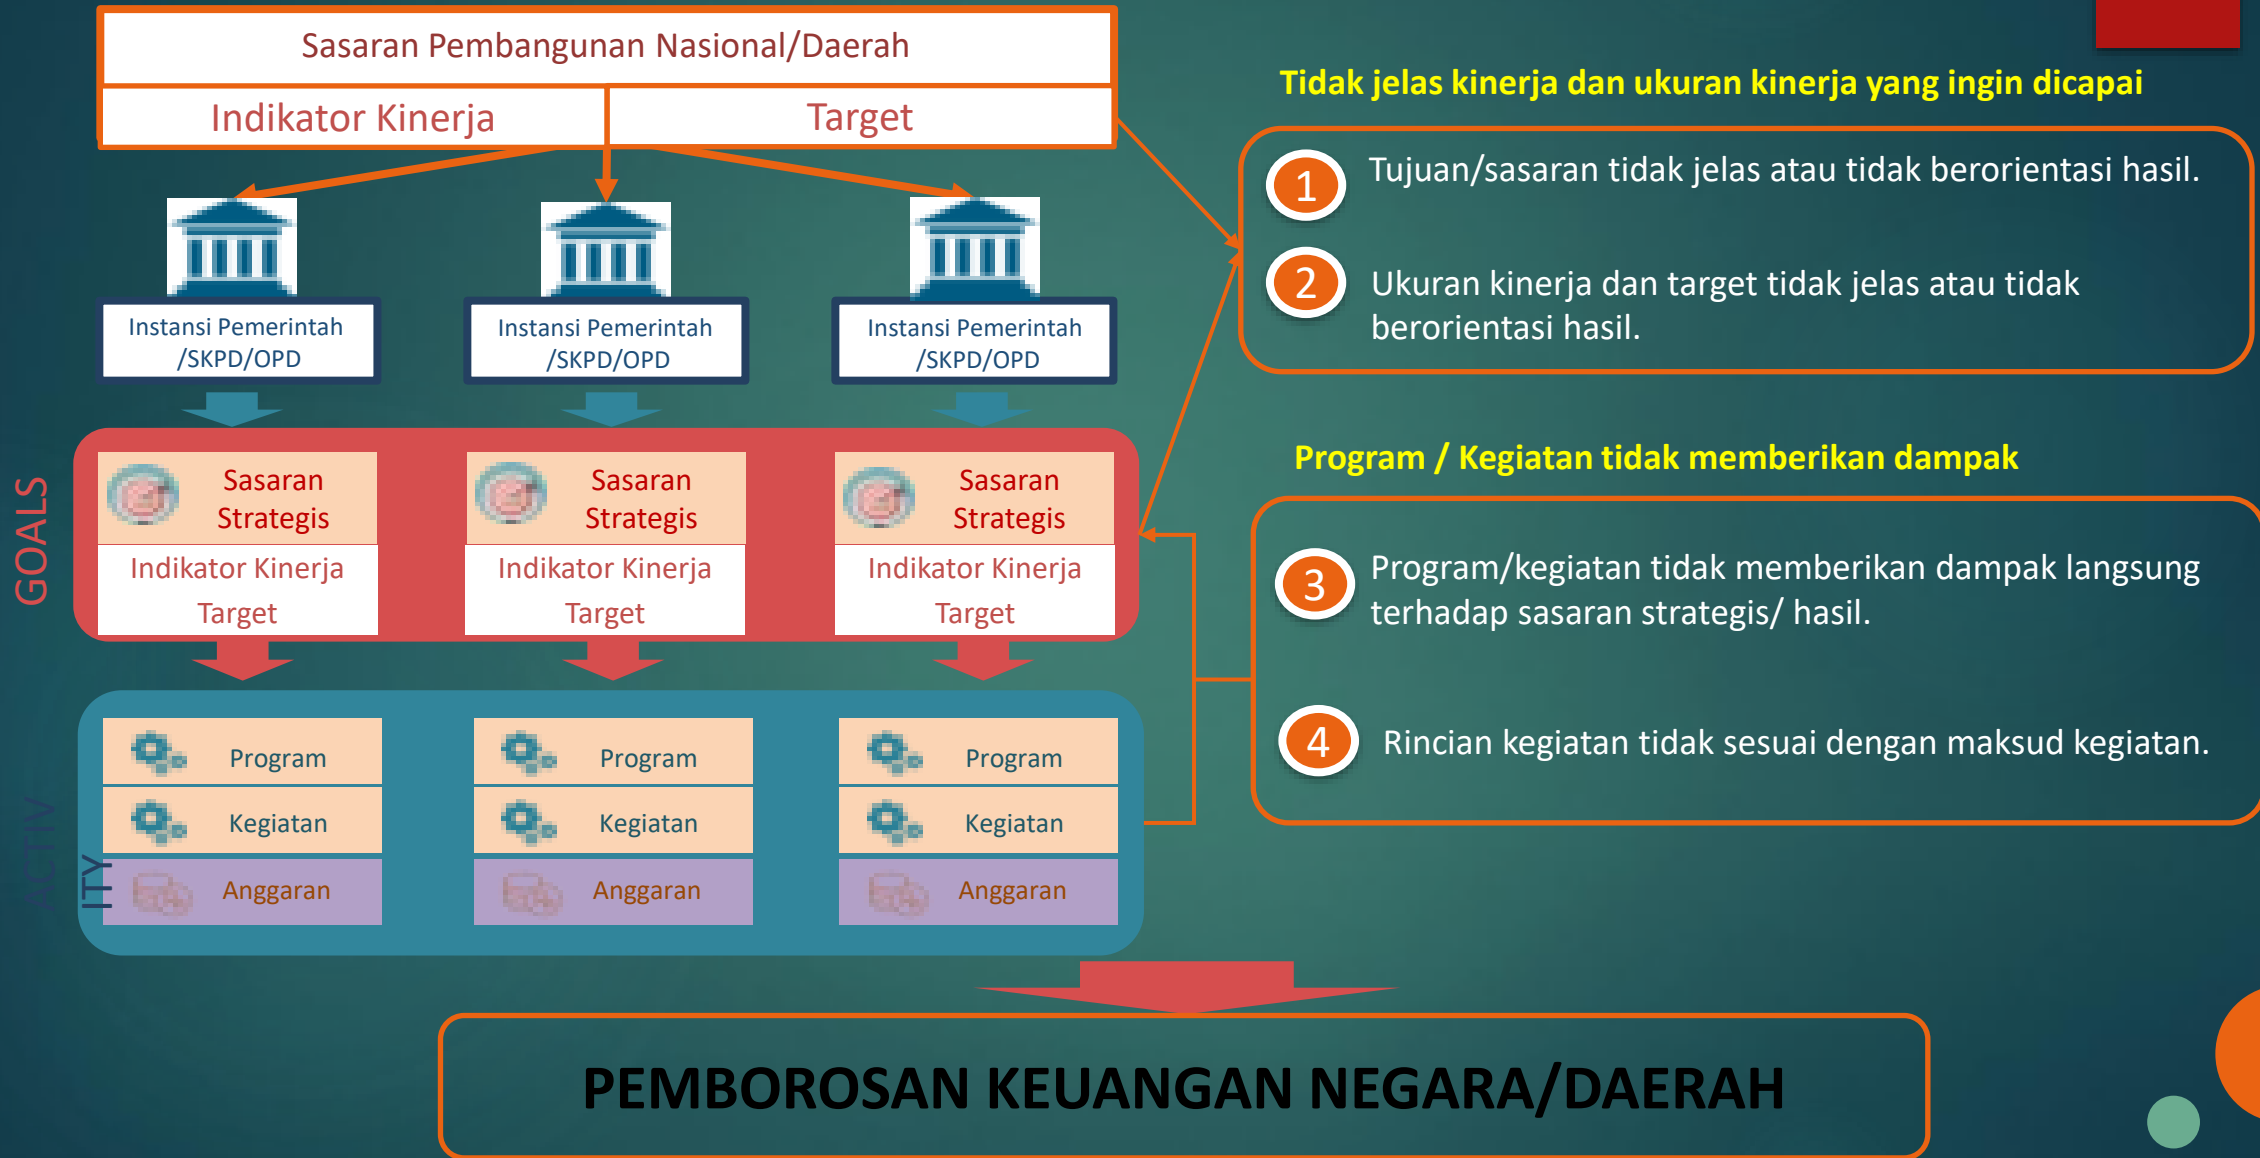 Sasaran Pembangunan Nasional/Daerah
Indikator Kinerja
Target
Instansi Pemerintah
/SKPD/OPD
Instansi Pemerintah
/SKPD/OPD
Instansi Pemerintah
/SKPD/OPD
GOALS
Sasaran
Strategis
Indikator Kinerja
Target
Sasaran
Strategis
Indikator Kinerja
Target
Sasaran
Strategis
Indikator Kinerja
Target
ACTIV
ITY
Program
Kegiatan
Anggaran
Program
Kegiatan
Anggaran
Program
Kegiatan
Anggaran
Tidak jelas kinerja dan ukuran kinerja yang ingin dicapai
1
Tujuan/sasaran tidak jelas atau tidak berorientasi hasil.
2
Ukuran kinerja dan target tidak jelas atau tidak
berorientasi hasil.
Program / Kegiatan tidak memberikan dampak
3
Program/kegiatan tidak memberikan dampak langsung
terhadap sasaran strategis/ hasil.
4
Rincian kegiatan tidak sesuai dengan maksud kegiatan.
PEMBOROSAN KEUANGAN NEGARA/DAERAH